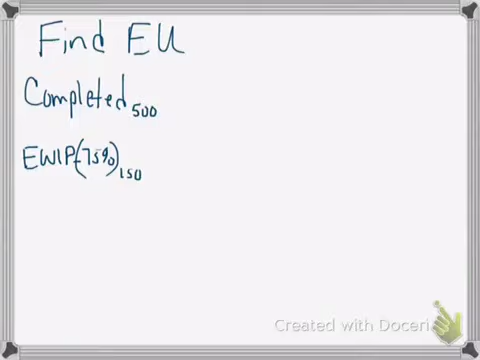 Find EU
Completed 500
EWIP (75%) 150
Created with Doceri